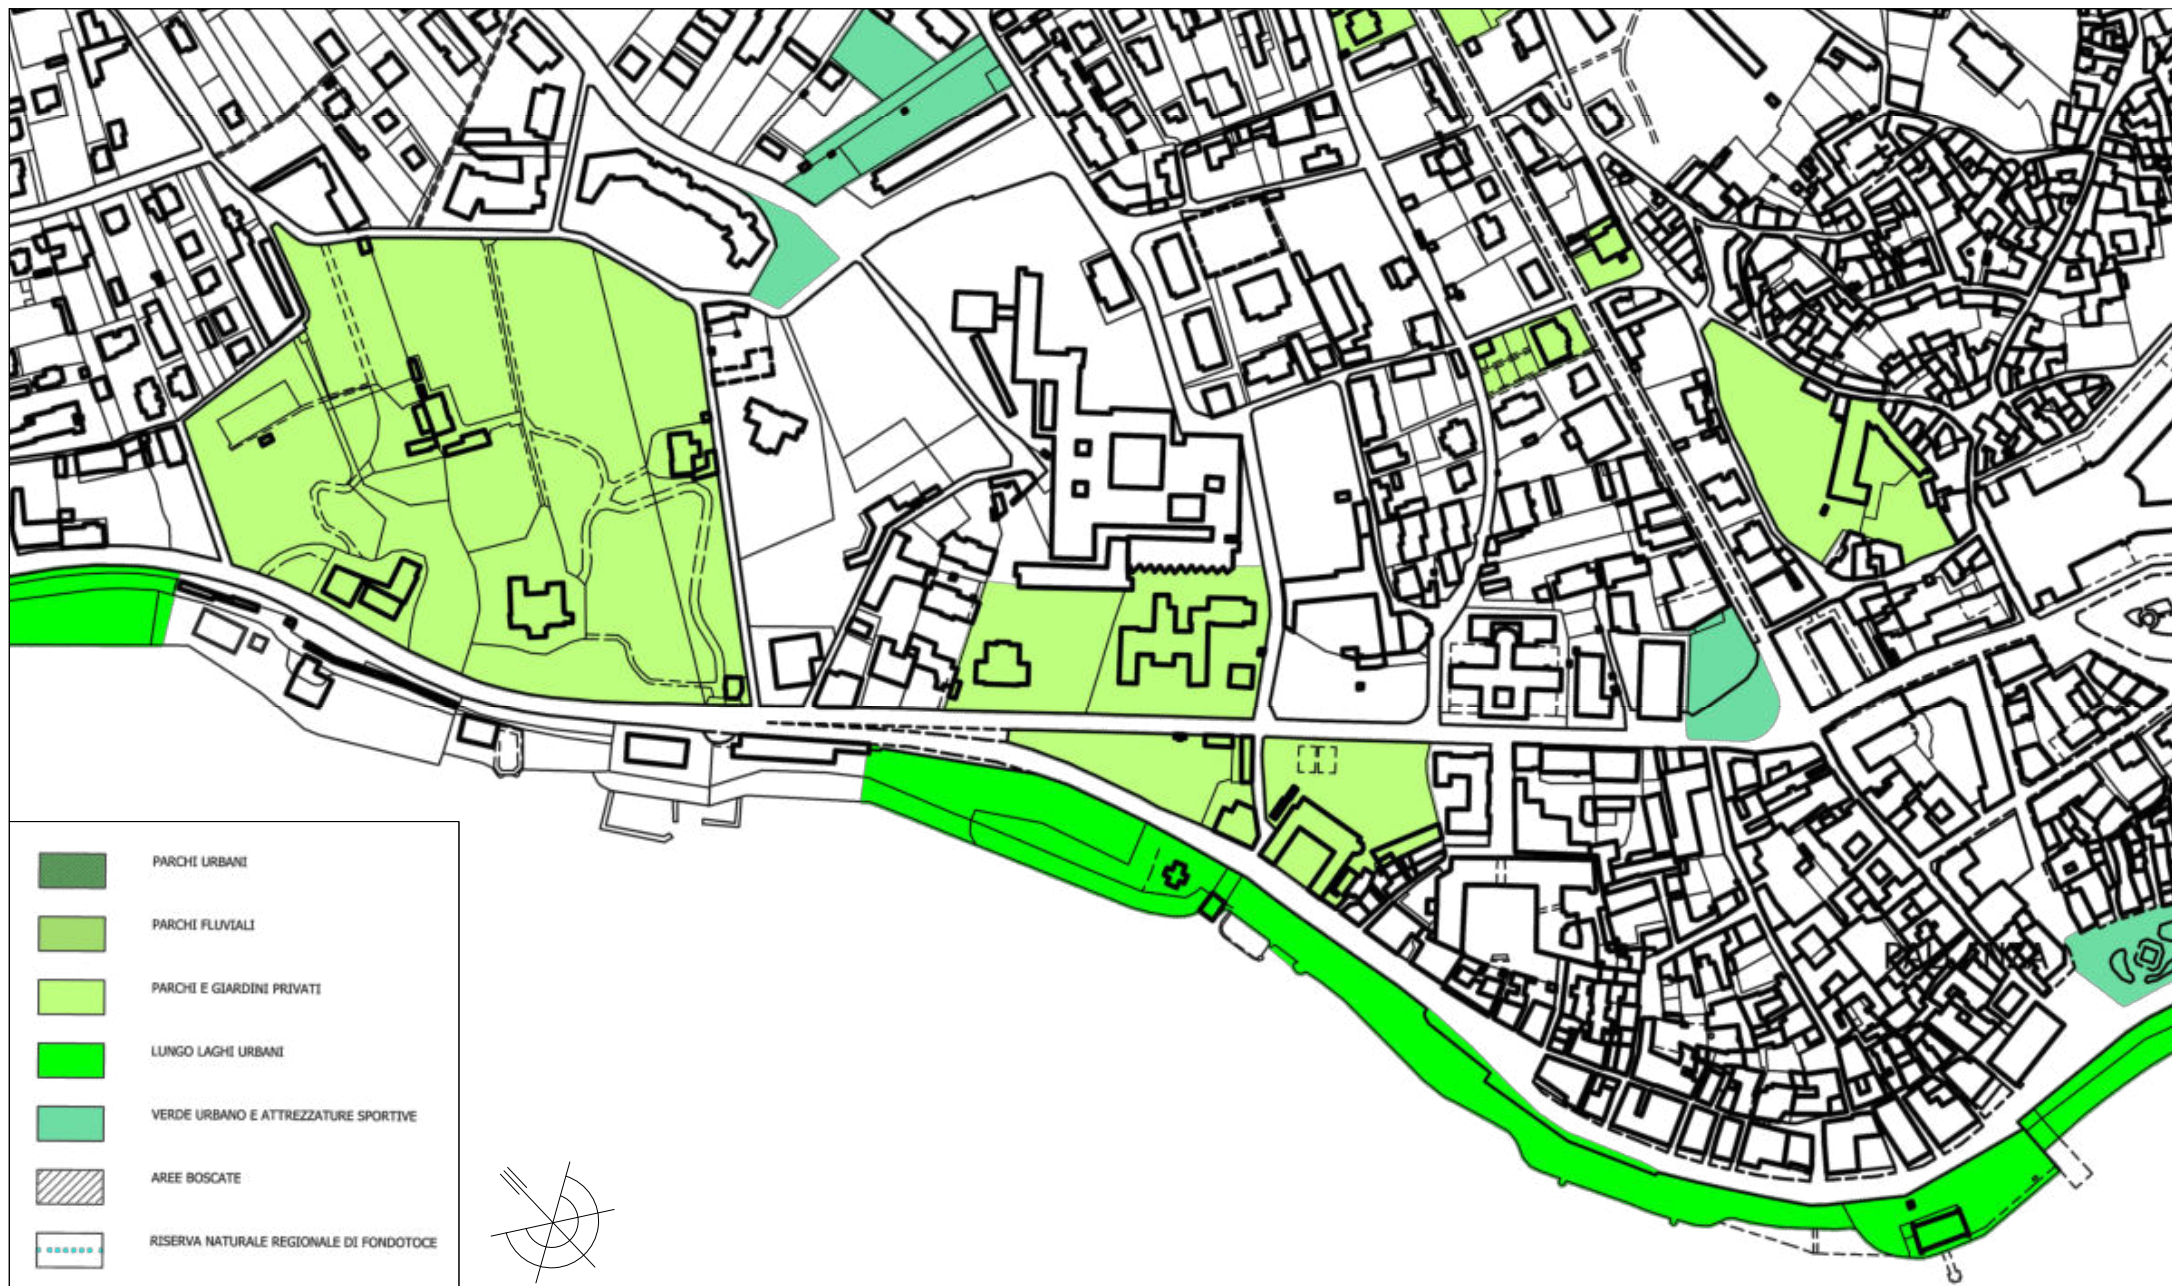 PARCHI URBANI
PARCHI FLUVIALI
PARCHI E GIARDINI PRIVATI
LUNGO LAGHI URBANI
VERDE URBANO E ATTREZZATURE SPORTIVE
AREE BOSCATE
RISERVA NATURALE REGIONALE DI FONDOTOCE